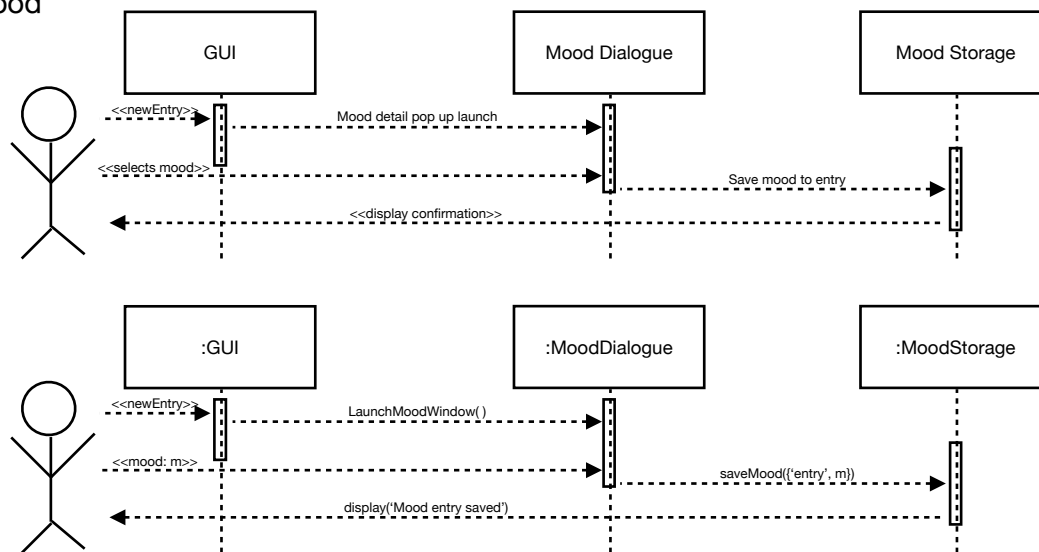 GUI
Mood Dialogue
Mood Storage
<<newEntry>>
Mood detail pop up launch
<<selects mood>>
Save mood to entry
<<display confirmation>>
:GUI
:MoodDialogue
:MoodStorage
<<newEntry>>
LaunchMoodWindow( )
<<mood: m>>
saveMood({‘entry’, m})
display(‘Mood entry saved’)